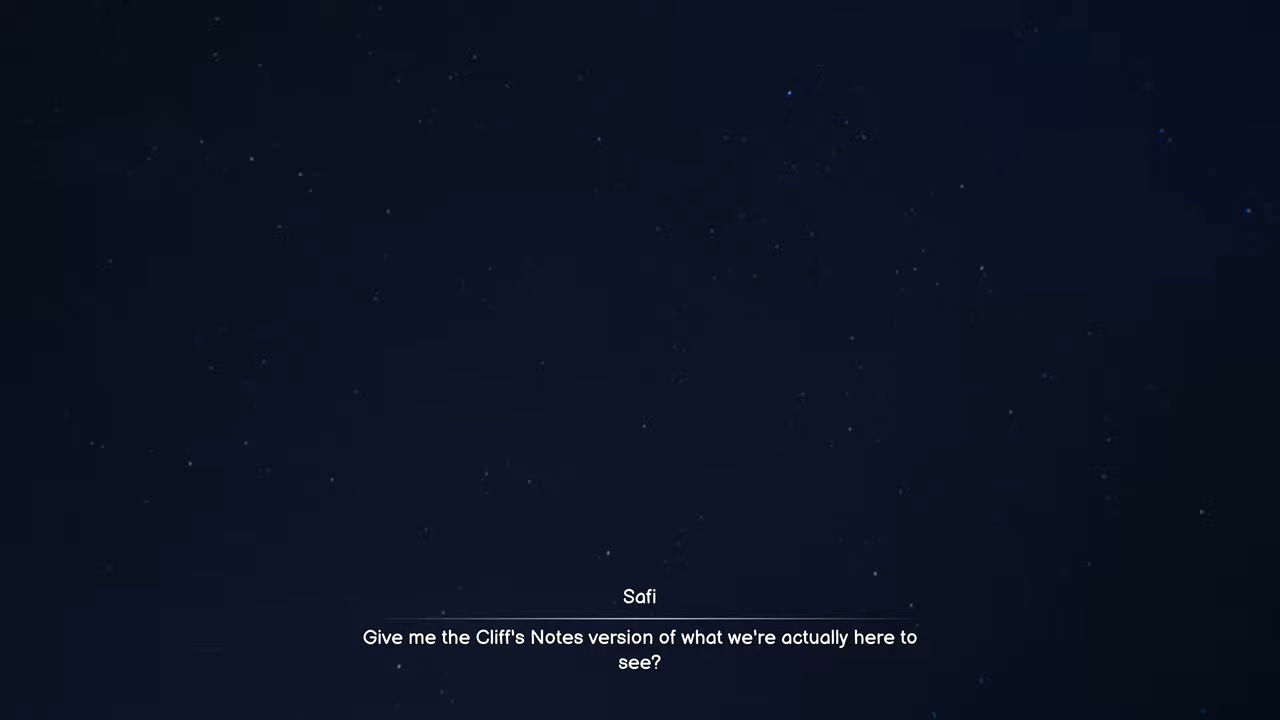 Safi
Give me the Cliff's Notes version of what we're actually here to
see?